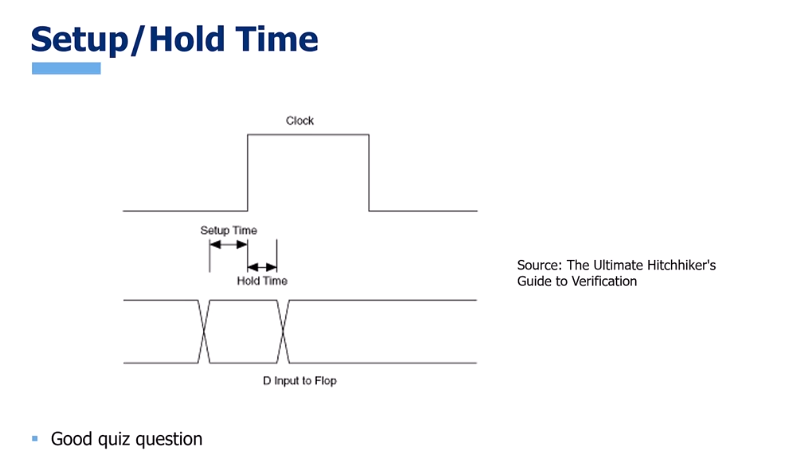 Setup/Hold Time
Clock
Setup Time
Hold Time
Source: The Ultimate Hitchhiker's
Guide to Verification
D Input to Flop
Good quiz question